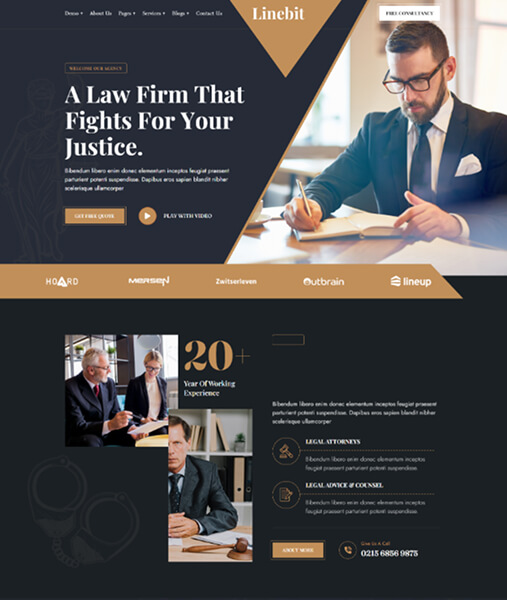 Demo About Us Pages Services Blogs Contact Us
Linebit
FREE CONSULTANCY
WELCOME OUR AGENCY
A Law Firm That
Fights For Your
Justice.
Bibendum libero enim donec elementum inceptos
parturient potenti suspendisse. Dapibus eros sapien blandit nibhr
scelerisque ullamcorper
GET FREE QUOTE
PLAY WITH VIDEO
HOARD
MERSEN
Zwitserleven
Outbrain
lineup
20+
Year Of Working
Experience
Bibendum libero enim donec elementum inceptos praesent
parturient potenti suspendisse. Dapibus eros sapien blandit
scelerisque ullamcorper
LEGAL ATTORNEYS
Bibendum libero enim donec elementum inceptos
feugiat praesent parturient potenti suspendisse.
LEGAL ADVICE & COUNSEL
Bibendum libero enim donec elementum inceptos
feugiat praesent parturient potenti suspendisse.
ABOUT MORE
Give Us A Call
0215 6856 9875